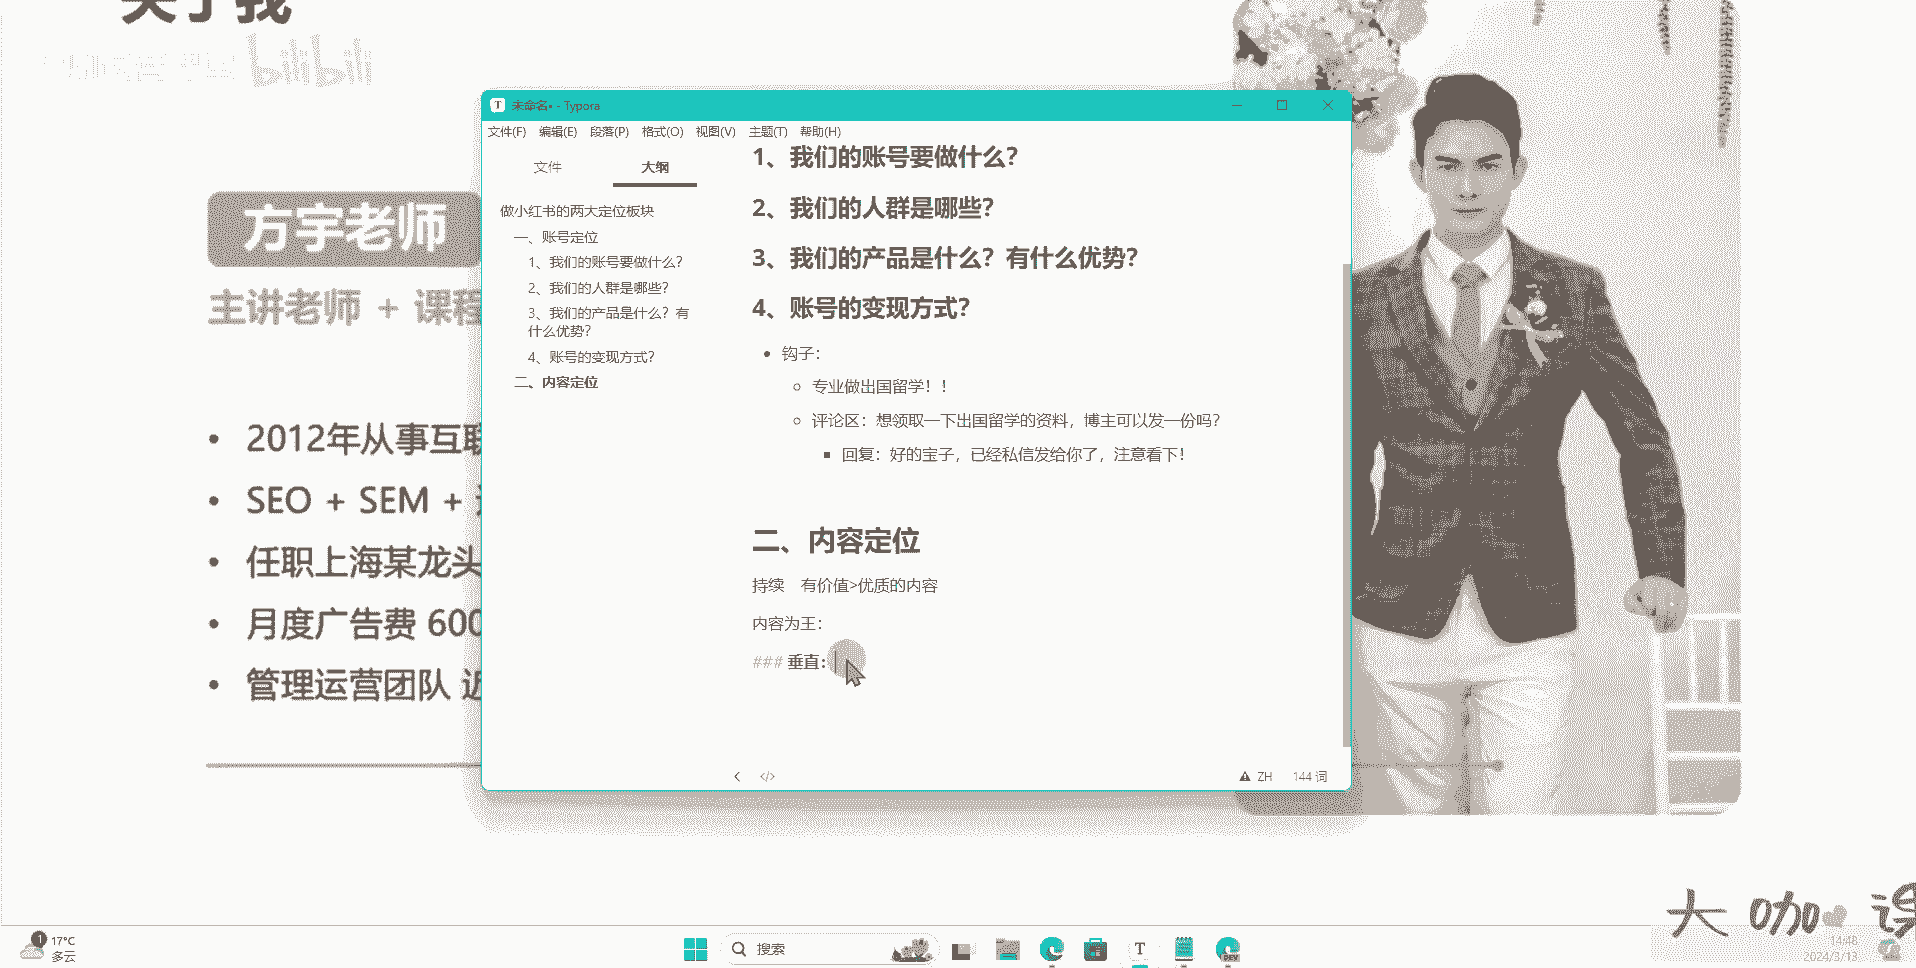 关于我
bilibili
方宇老师
主讲老师 + 课程
• 2012年从事互联
• SEO + SEM +
• 任职上海某龙头
• 月度广告费 600
• 管理运营团队 近
未命名• - Typora
文件(F) 编辑(E) 段落(P) 格式(O) 视图(V) 主题(T) 帮助(H)
文件 大纲
做小红书的两大定位板块
一、账号定位
1、我们的账号要做什么？
2、我们的人群是哪些？
3、我们的产品是什么？有
什么优势？
4、账号的变现方式？
二、内容定位
1、我们的账号要做什么？
2、我们的人群是哪些？
3、我们的产品是什么？有什么优势？
4、账号的变现方式？
• 钩子：
专业做出国留学！！
评论区：想领取一下出国留学的资料，博主可以发一份吗？
回复：好的宝子，已经私信发给你了，注意看下！
二、内容定位
持续 有价值>优质的内容
内容为王：
### 垂直：
</> ZH 144 词
大咖 课
1
17°C
多云
搜索
T
DEV
14:48
2024/3/13